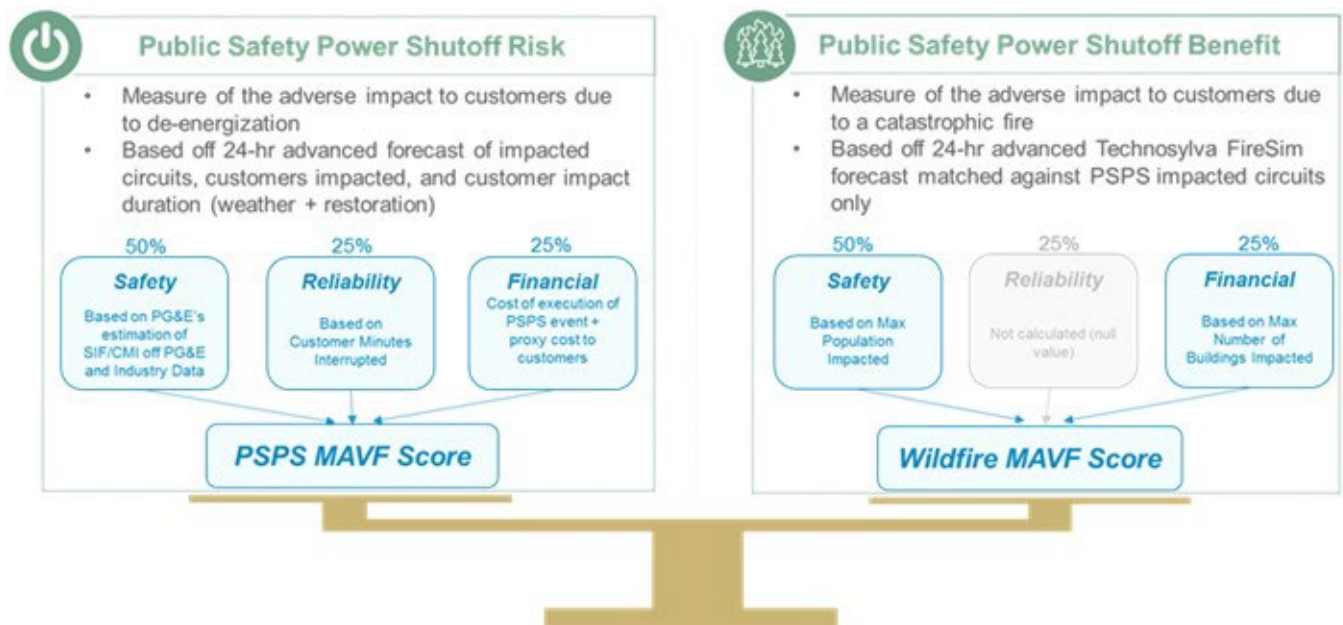 Public Safety Power Shutoff Risk
• Measure of the adverse impact to customers due
to de-energization
• Based off 24-hr advanced forecast of impacted
circuits, customers impacted, and customer impact
duration (weather + restoration)
50%
25%
25%
Safety
Based on PG&E's
estimation of
SIF/CMI off PG&E
and Industry Data
Reliability
Based on
Customer Minutes
Interrupted
Financial
Cost of execution of
PSPS event +
proxy cost to
customers
PSPS MAVF Score
Public Safety Power Shutoff Benefit
• Measure of the adverse impact to customers due
to a catastrophic fire
• Based off 24-hr advanced Technosylva FireSim
forecast matched against PSPS impacted circuits
only
50%
25%
25%
Safety
Based on Max
Population
Impacted
Reliability
Not calculated (null
value)
Financial
Based on Max
Number of
Buildings Impacted
Wildfire MAVF Score